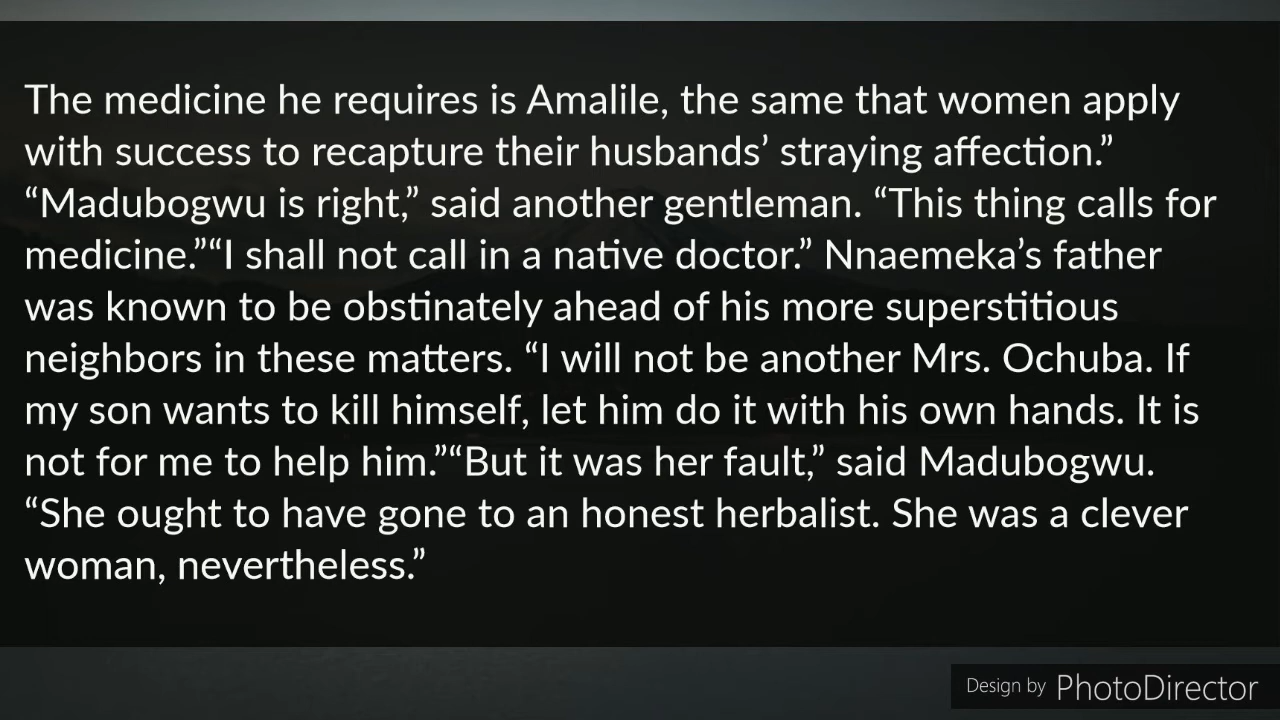 The medicine he requires is Amalile, the same that women apply
with success to recapture their husbands’ straying affection.”
“Madubogwu is right,” said another gentleman. “This thing calls for
medicine.”“I shall not call in a native doctor.” Nnaemeka’s father
was known to be obstinately ahead of his more superstitious
neighbors in these matters. “I will not be another Mrs. Ochuba. If
my son wants to kill himself, let him do it with his own hands. It is
not for me to help him.”“But it was her fault,” said Madubogwu.
“She ought to have gone to an honest herbalist. She was a clever
woman, nevertheless.”
Design by PhotoDirector